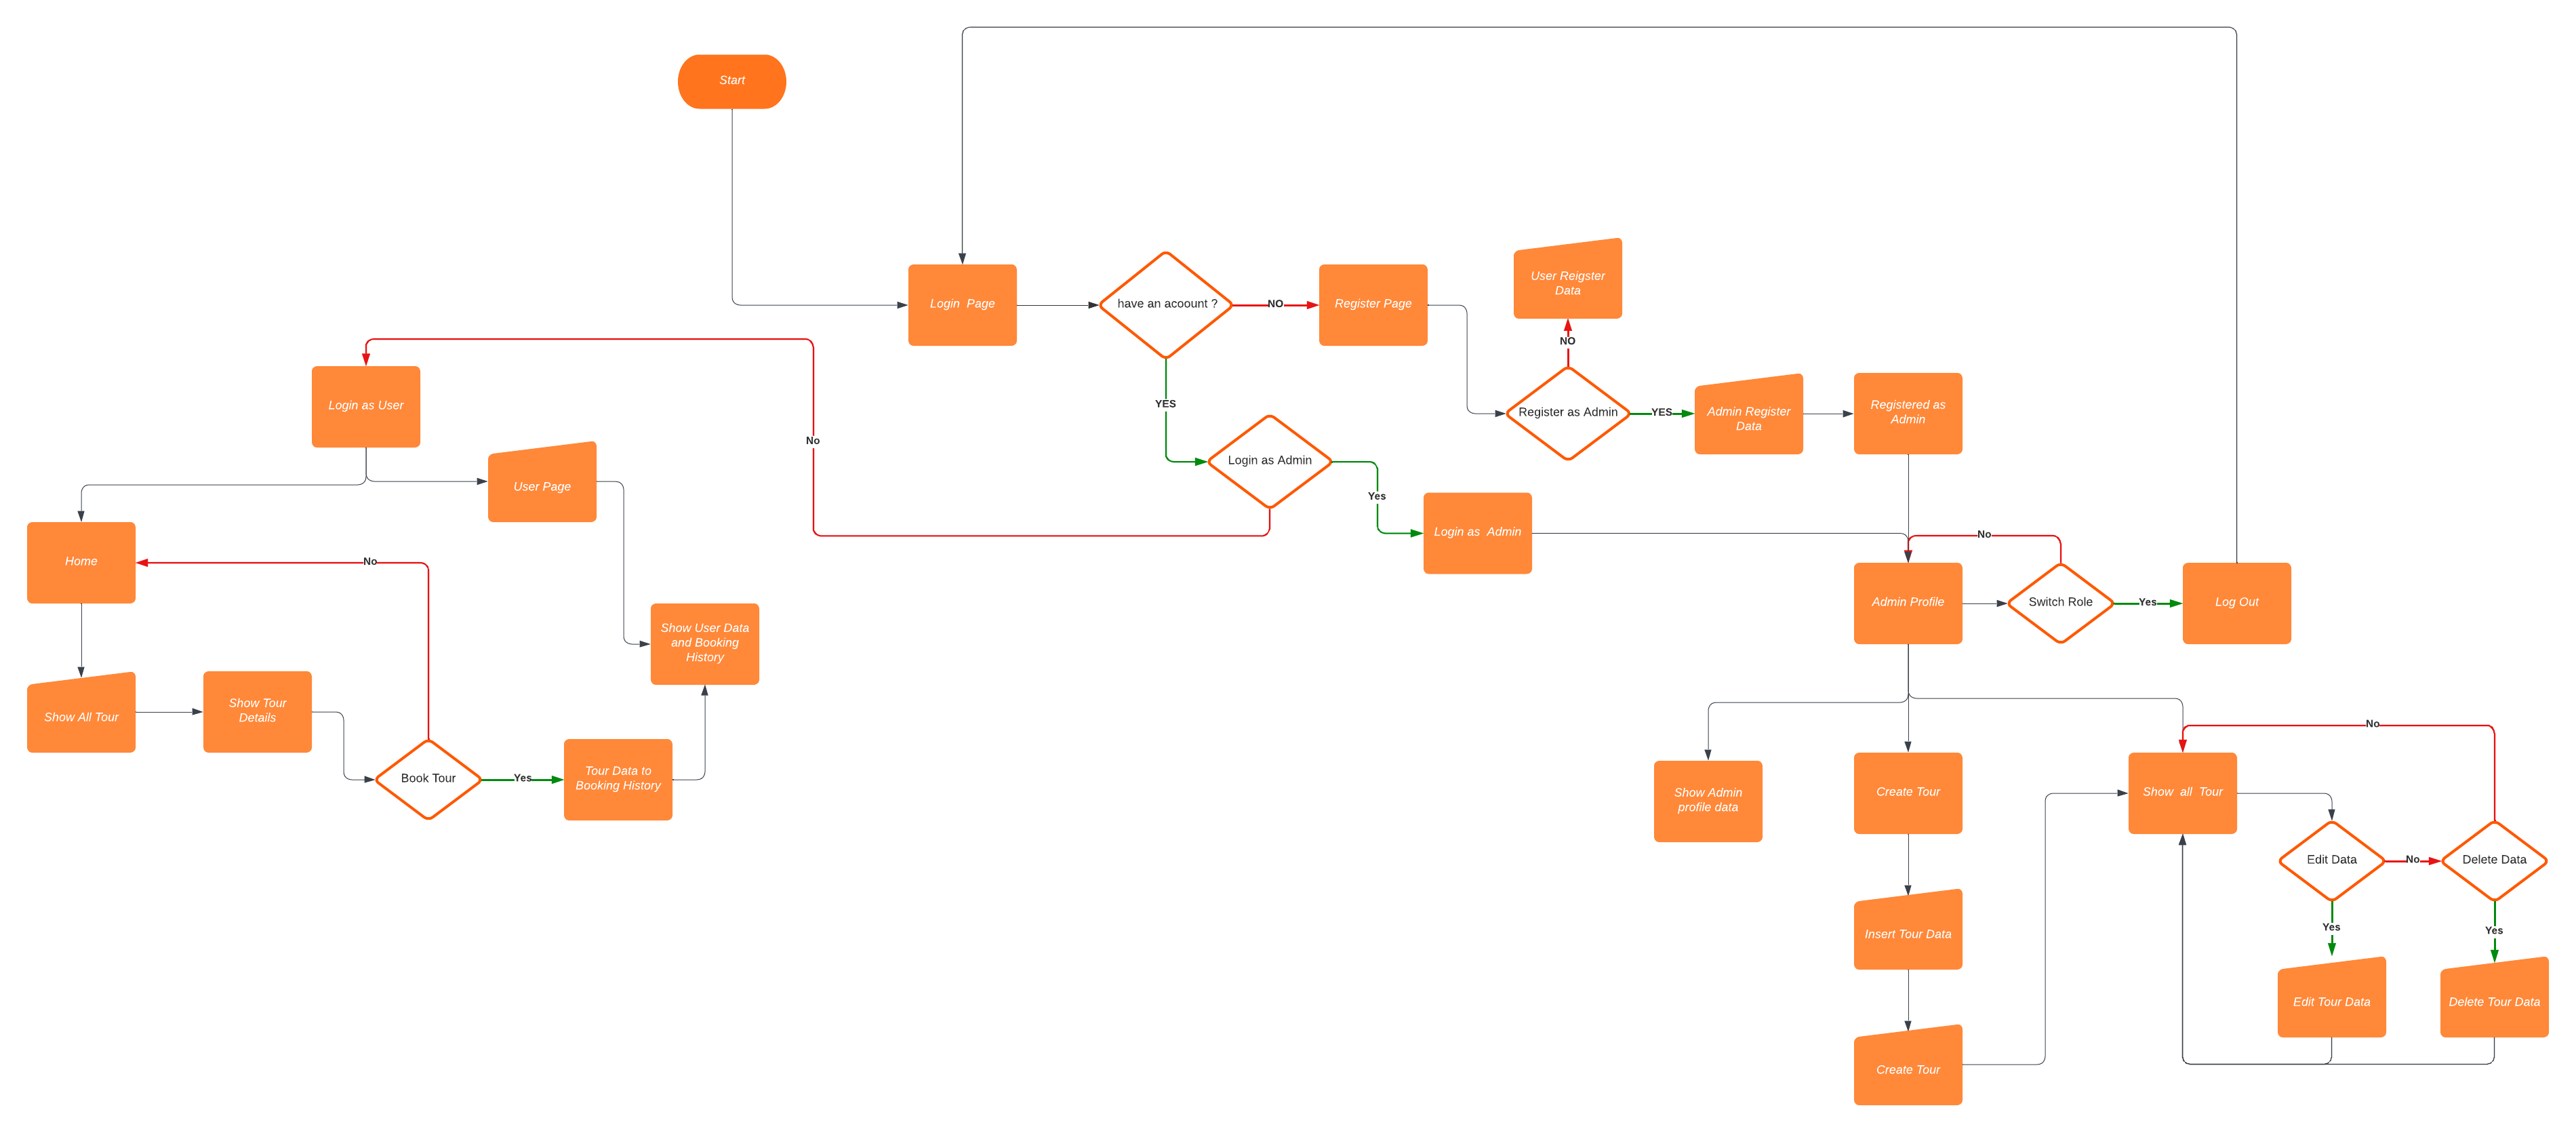 Start
Login  Page
have an acoount ?
NO
Register Page
User Reigster
Data
NO
Register as Admin
YES
Admin Register
Data
Registered as
Admin
YES
Login as Admin
No
Yes
Login as  Admin
Login as User
User Page
Home
No
Show User Data
and Booking
History
Show All Tour
Show Tour
Details
Book Tour
Yes
Tour Data to
Booking History
No
Admin Profile
Switch Role
Yes
Log Out
Show Admin
profile data
Create Tour
Show  all  Tour
No
Edit Data
No
Delete Data
Yes
Yes
Insert Tour Data
Edit Tour Data
Delete Tour Data
Create Tour